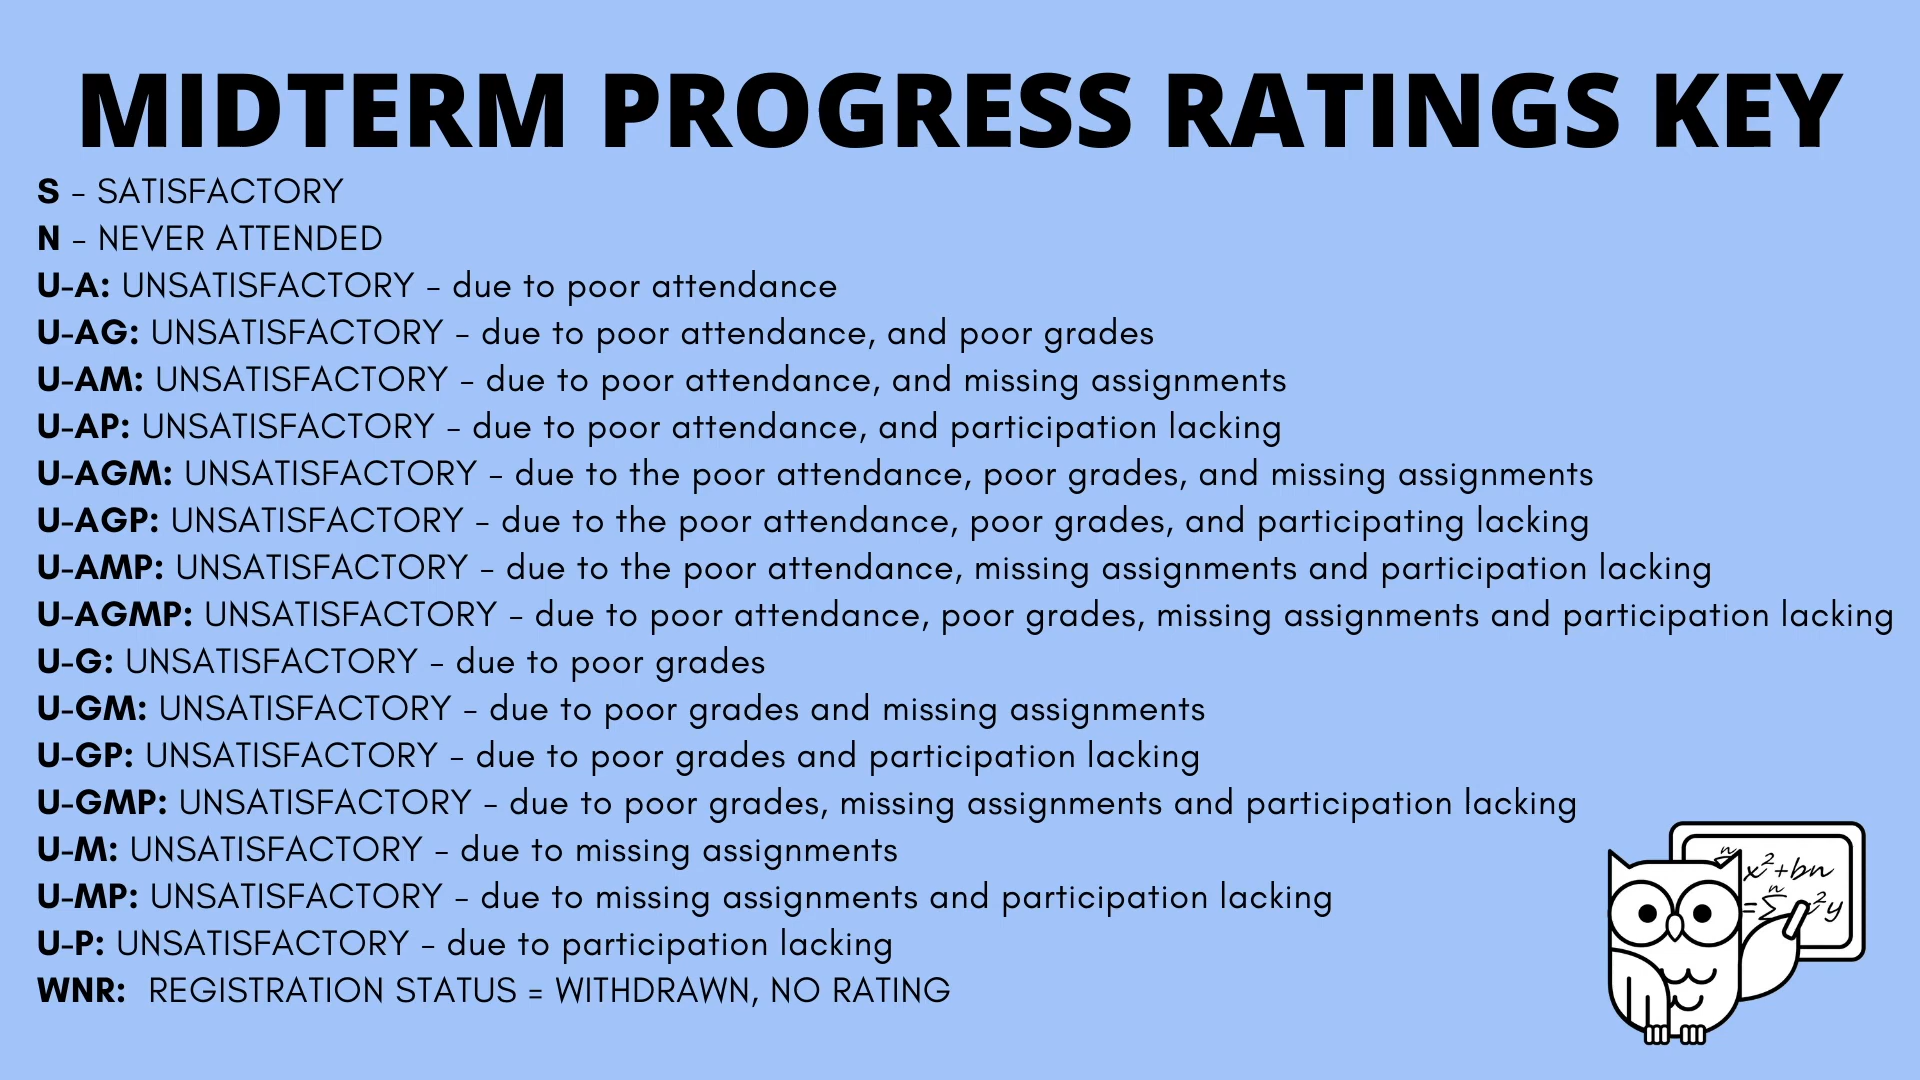 MIDTERM PROGRESS RATINGS KEY
S – SATISFACTORY
N – NEVER ATTENDED
U-A: UNSATISFACTORY – due to poor attendance
U-AG: UNSATISFACTORY – due to poor attendance, and poor grades
U-AM: UNSATISFACTORY – due to poor attendance, and missing assignments
U-AP: UNSATISFACTORY – due to poor attendance, and participation lacking
U-AGM: UNSATISFACTORY – due to the poor attendance, poor grades, and missing assignments
U-AGP: UNSATISFACTORY – due to the poor attendance, poor grades, and participating lacking
U-AMP: UNSATISFACTORY – due to the poor attendance, missing assignments and participation lacking
U-AGMP: UNSATISFACTORY – due to poor attendance, poor grades, missing assignments and participation lacking
U-G: UNSATISFACTORY – due to poor grades
U-GM: UNSATISFACTORY – due to poor grades and missing assignments
U-GP: UNSATISFACTORY – due to poor grades and participation lacking
U-GMP: UNSATISFACTORY – due to poor grades, missing assignments and participation lacking
U-M: UNSATISFACTORY – due to missing assignments
U-MP: UNSATISFACTORY – due to missing assignments and participation lacking
U-P: UNSATISFACTORY – due to participation lacking
WNR: REGISTRATION STATUS = WITHDRAWN, NO RATING
x²+bn